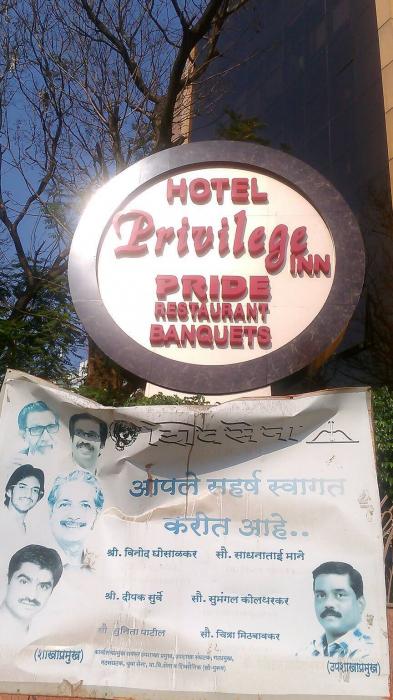 HOTEL
Privilege
INN
PRIDE
RESTAURANT
BANQUETS
शिवसेना
आपले सहर्ष स्वागत
करीत आहे..
श्री. विनोद घोसाळकर सौ. साधनाताई माने
श्री. दीपक सुर्वे सौ. सुमंगल कोलथरकर
सौ सुनिता पाटील सौ. चित्रा मिठबावकर
(शाखाप्रमुख) (उपशाखाप्रमुख)